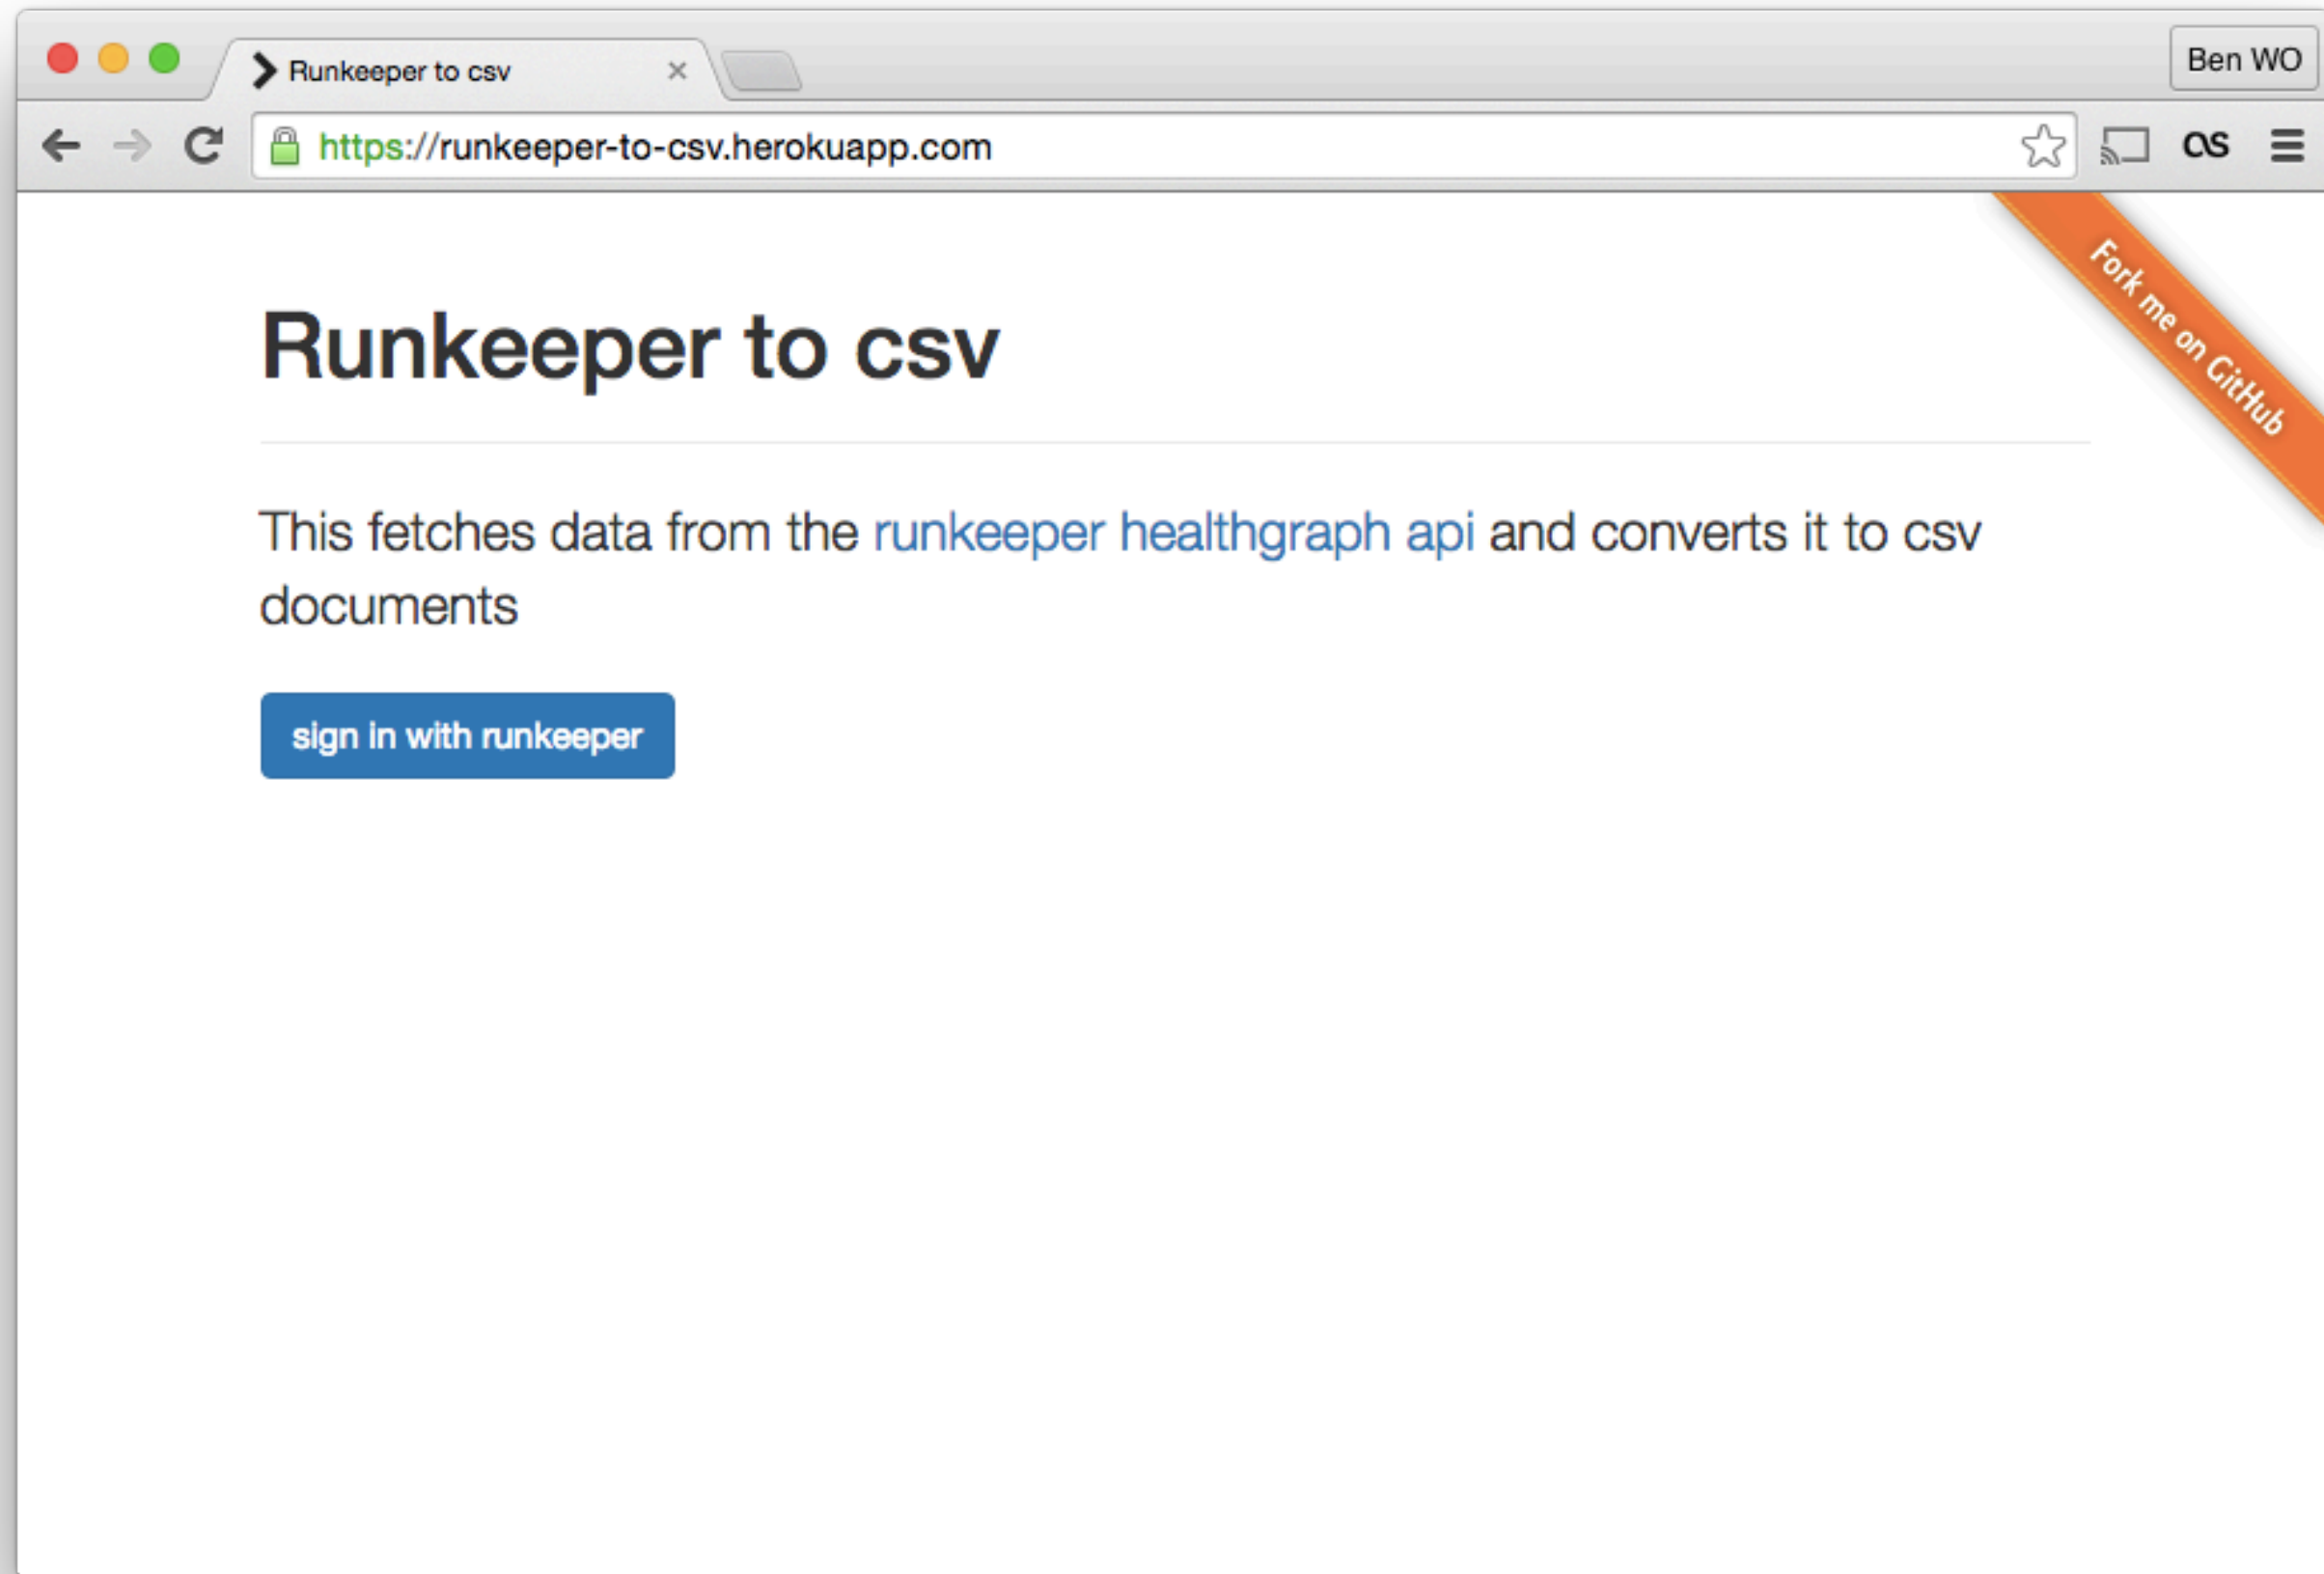 Runkeeper to csv
Ben WO
https://runkeeper-to-csv.herokuapp.com
Fork me on GitHub
Runkeeper to csv
This fetches data from the runkeeper healthgraph api and converts it to csv
documents
sign in with runkeeper